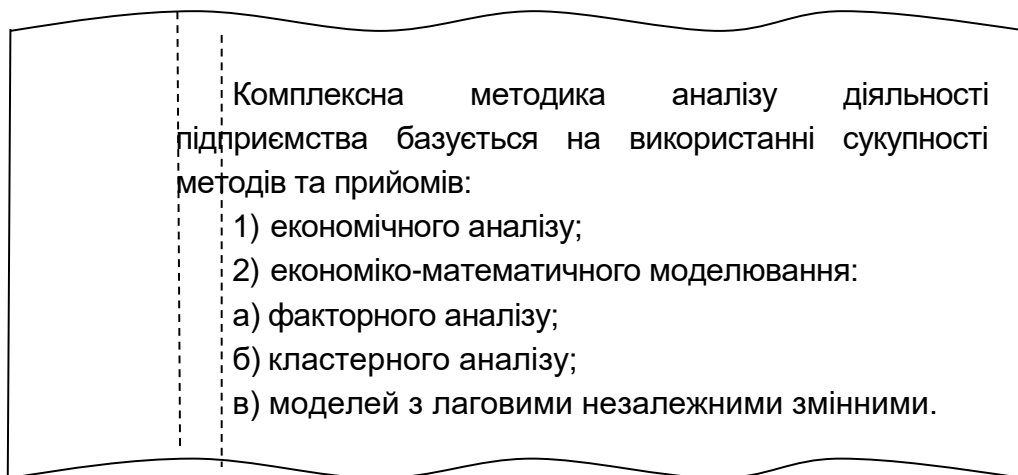 Комплексна методика аналізу діяльності
підприємства базується на використанні сукупності
методів та прийомів:
1) економічного аналізу;
2) економіко-математичного моделювання:
а) факторного аналізу;
б) кластерного аналізу;
в) моделей з лаговими незалежними змінними.